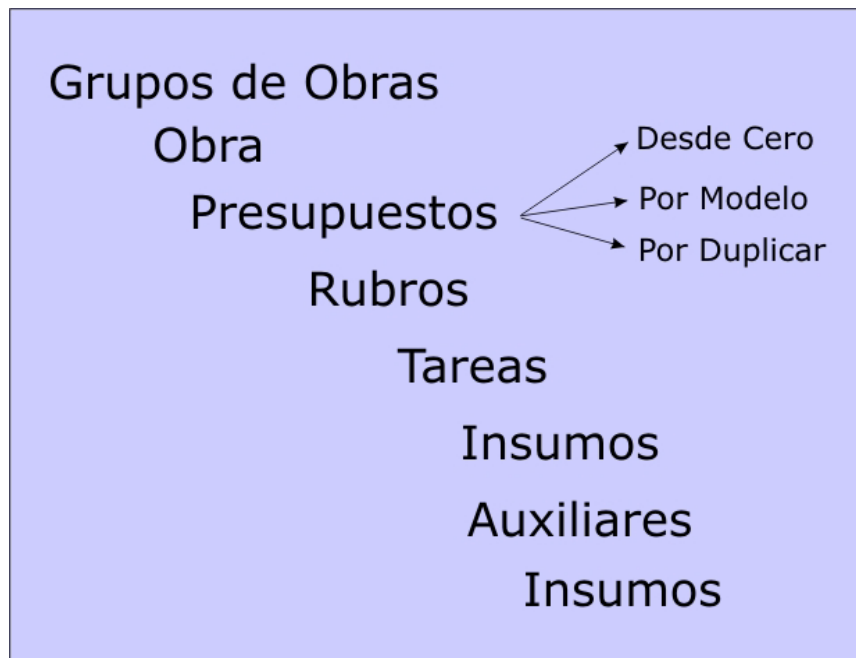 Grupos de Obras
Obra
Presupuestos
Desde Cero
Por Modelo
Por Duplicar
Rubros
Tareas
Insumos
Auxiliares
Insumos